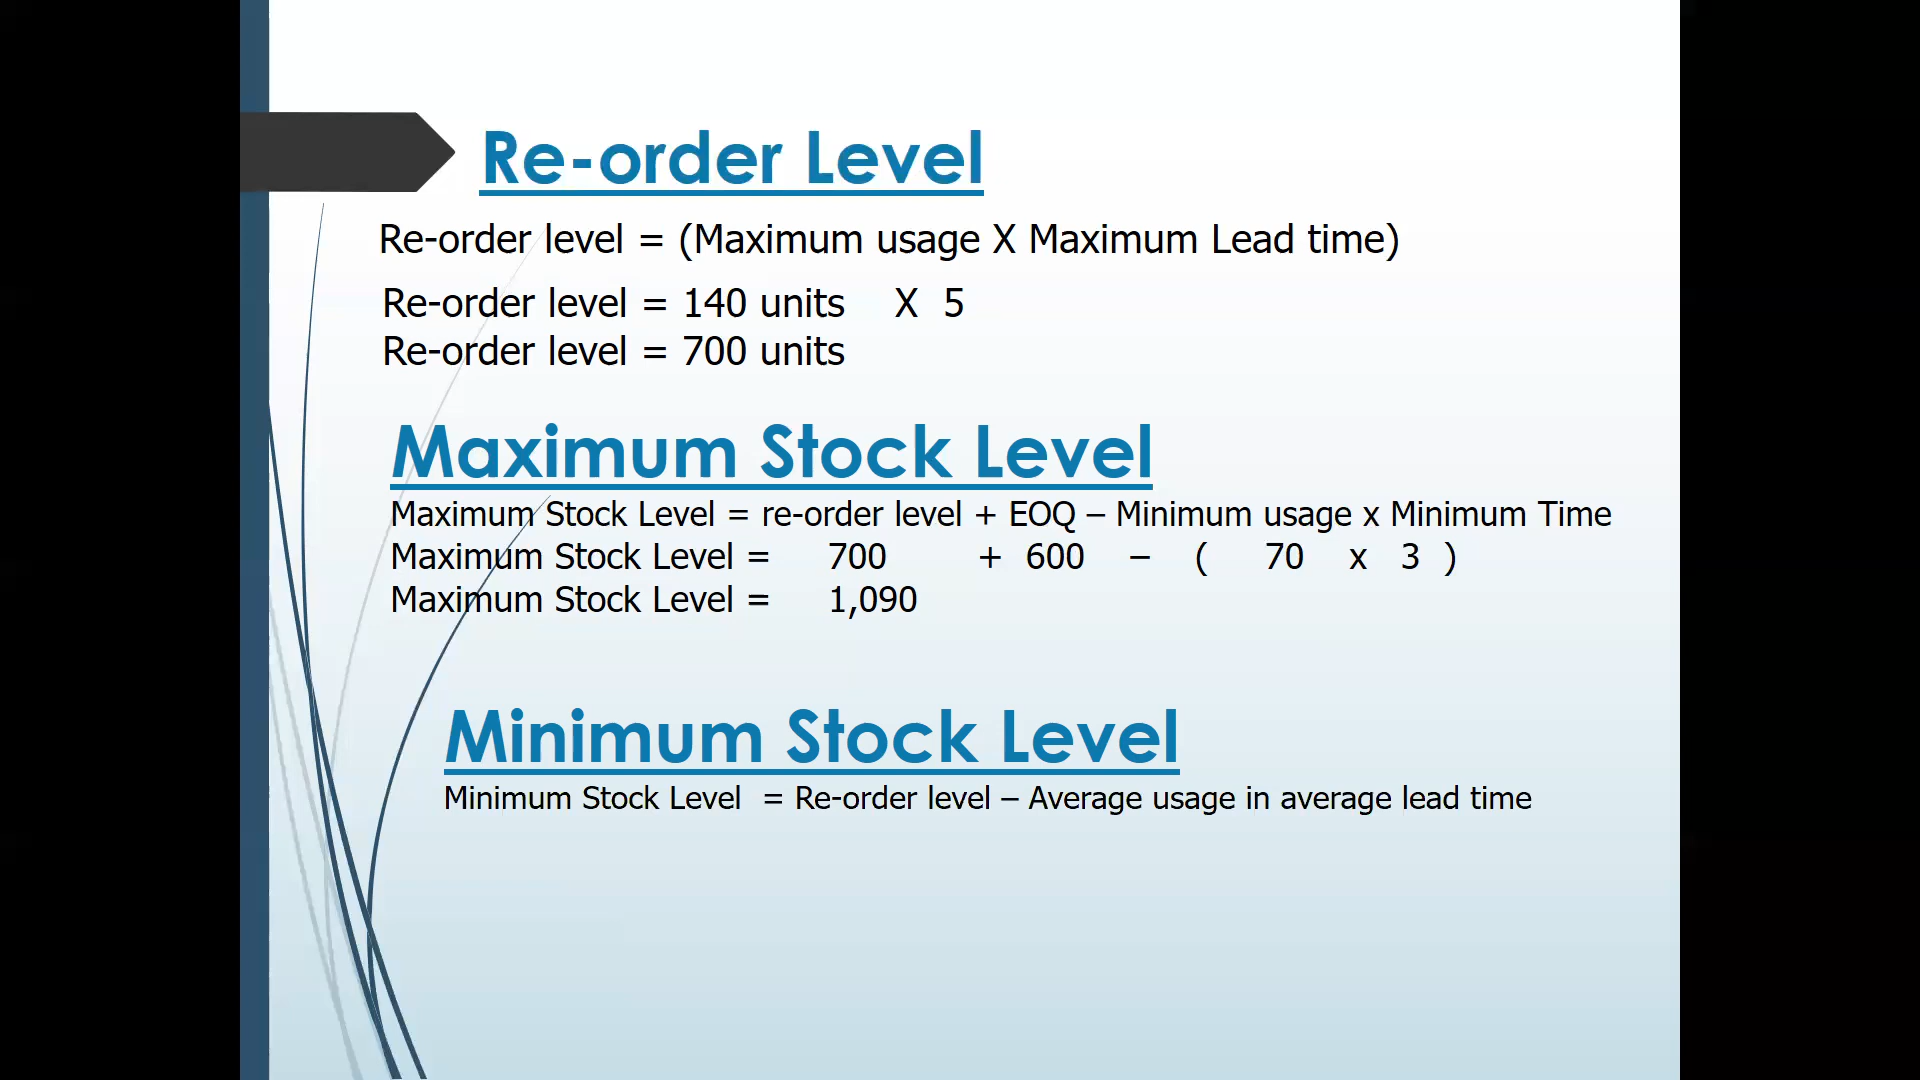 Re-order Level
Re-order level = (Maximum usage X Maximum Lead time)
Re-order level = 140 units X 5
Re-order level = 700 units
Maximum Stock Level
Maximum Stock Level = re-order level + EOQ – Minimum usage x Minimum Time
Maximum Stock Level = 700 + 600 – ( 70 x 3 )
Maximum Stock Level = 1,090
Minimum Stock Level
Minimum Stock Level = Re-order level – Average usage in average lead time